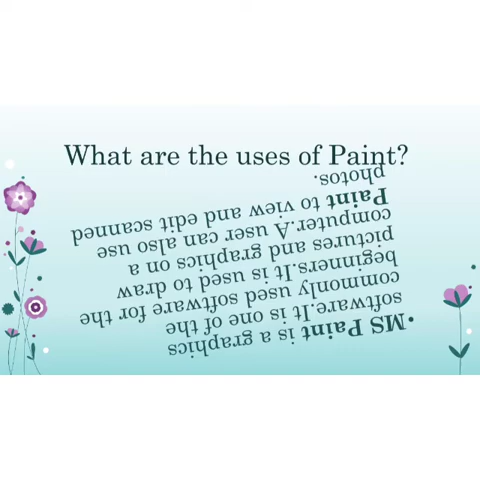 What are the uses of Paint?
•MS Paint is a graphics
software.It is one of the
commonly used software for the
beginners.It is used to draw
pictures and graphics on a
computer.A user can also use
Paint to view and edit scanned
photos.